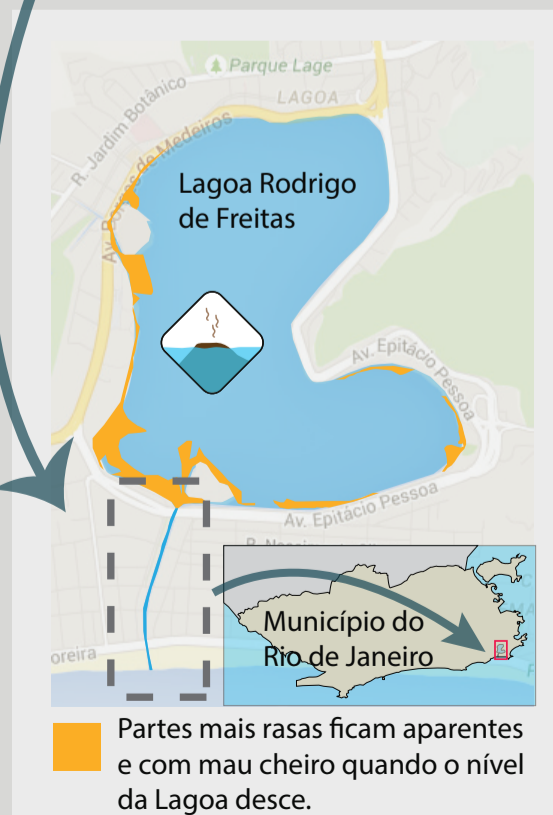 Parque Lage
LAGOA
R. Jardim Botânico
Av. Borges de Medeiros
Lagoa Rodrigo
de Freitas
Av. Epitácio Pessoa
Av. Epitácio Pessoa
oreira
Município do
Rio de Janeiro
Partes mais rasas ficam aparentes
e com mau cheiro quando o nível
da Lagoa desce.